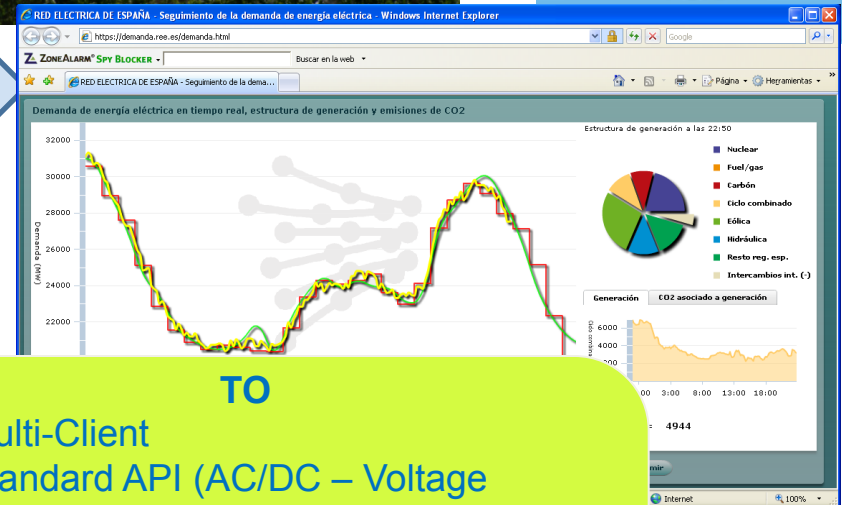 RED ELECTRICA DE ESPAÑA - Seguimiento de la demanda de energía eléctrica - Windows Internet Explorer
https://demanda.ree.es/demanda.html
Google
ZONEALARM® SPY BLOCKER
Buscar en la web
RED ELECTRICA DE ESPAÑA - Seguimiento de la dema...
Página
Herramientas
»
Demanda de energía eléctrica en tiempo real, estructura de generación y emisiones de CO2
Demanda (MW)
32000
30000
28000
26000
24000
22000
Estructura de generación a las 22:50
Nuclear
Fuel/gas
Carbón
Ciclo combinado
Eólica
Hidráulica
Resto reg. esp.
Intercambios int. (-)
Generación
CO2 asociado a generación
6000
4000
00 3:00 8:00 13:00 18:00
= 4944
mir
Internet
100%
TO
ulti-Client
andard API (AC/DC – Voltage